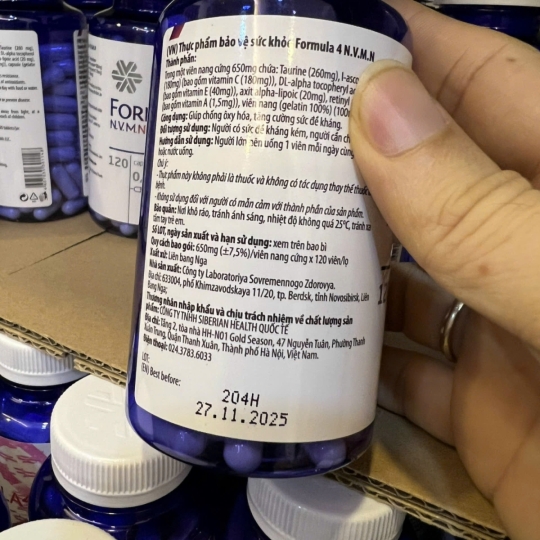 (VN) Thực phẩm bảo vệ sức khỏe Formula 4 N.V.M.N
Thành phần:
Trong một viên nang cứng 650mg chứa: Taurine (260mg), l-asco
(180mg) (bao gồm vitamin C (180mg)), DL-alpha tocopheryl ac
(bao gồm vitamin E (40mg)), axit alpha-lipoic (20mg), retinyl
(bao gồm vitamin A (1,5mg)), viên nang (gelatin 100%) (100m
Công dụng: Giúp chống ôxy hóa, tăng cường sức đề kháng.
Đối tượng sử dụng: Người có sức đề kháng kém, người cần ch
Hướng dẫn sử dụng: Người lớn nên uống 1 viên mỗi ngày cùng
hoặc nước uống.
Chú ý:
- Thực phẩm này không phải là thuốc và không có tác dụng thay thế thuốc
bệnh.
- Không sử dụng đối với người có mẫn cảm với thành phần của sản phẩm.
Bảo quản: Nơi khô ráo, tránh ánh sáng, nhiệt độ không quá 25°C, tránh xa
tầm tay trẻ em.
Số LOT, ngày sản xuất và hạn sử dụng: xem trên bao bì
Quy cách bao gói: 650mg (±7,5%)/viên nang cứng x 120 viên/lọ
Xuất xứ: Liên bang Nga
Nhà sản xuất: Công ty Laboratoriya Sovremennogo Zdorovya.
Địa chỉ: 633004, phố Khimzavodskaya 11/20, tp. Berdsk, tỉnh Novosibirsk, Liên
bang Nga;
Thương nhân nhập khẩu và chịu trách nhiệm về chất lượng sản
phẩm: CÔNG TY TNHH SIBERIAN HEALTH QUỐC TẾ
Địa chỉ: Tầng 2, tòa nhà HH-N01 Gold Season, 47 Nguyễn Tuân, Phường Thanh
Xuân Trung, Quận Thanh Xuân, Thành phố Hà Nội, Việt Nam.
Điện thoại: 024.3783.6033
LOT:
(EN) Best before:
204H
27.11.2025
FORM
N.V.M.N
120